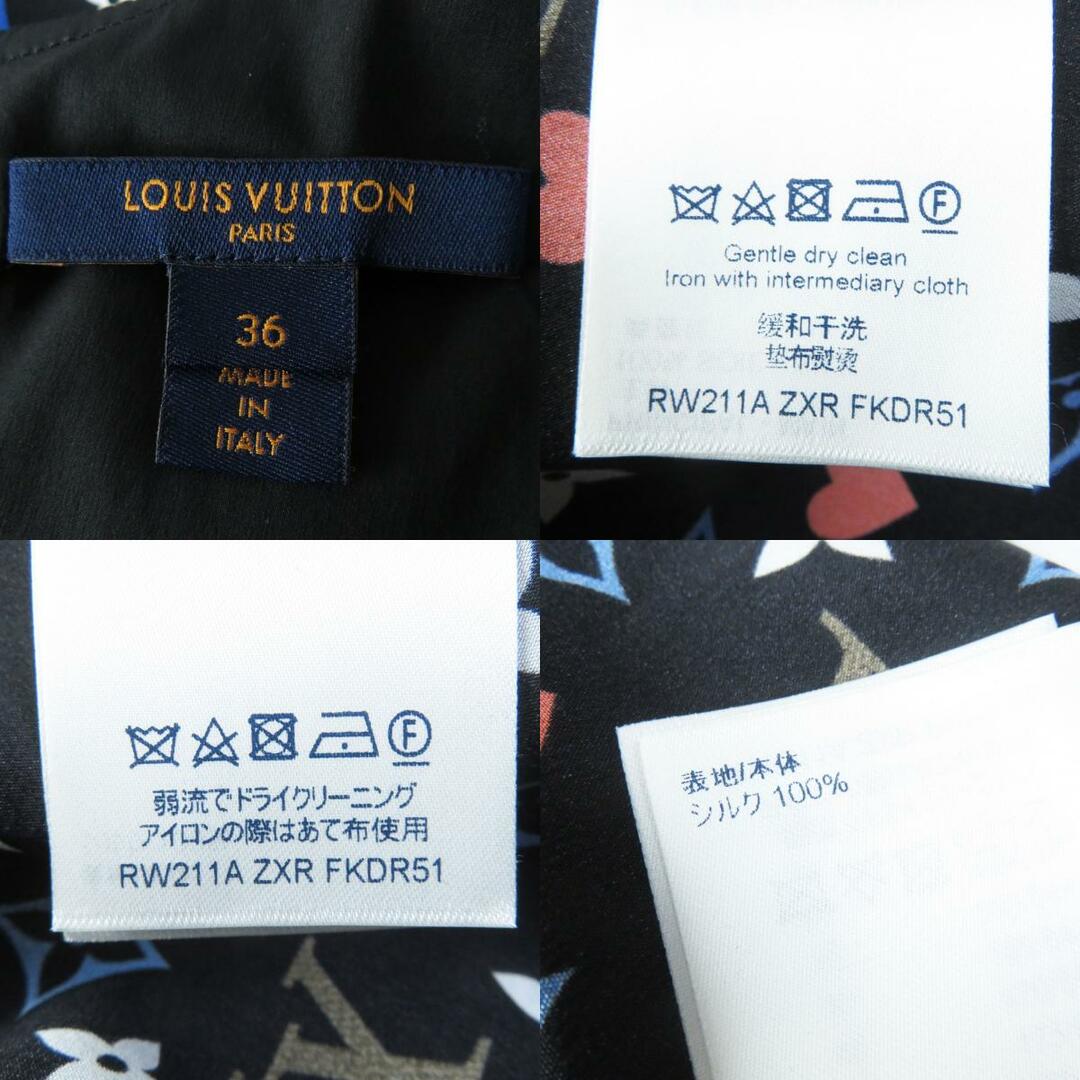 LOUIS VUITTON
PARIS
36
MADE
IN
ITALY
F
Gentle dry clean
Iron with intermediary cloth
缓和干洗
垫布熨烫
RW211A ZXR FKDR51
F
弱流でドライクリーニング
アイロンの際はあて布使用
RW211A ZXR FKDR51
表地/本体
シルク 100%